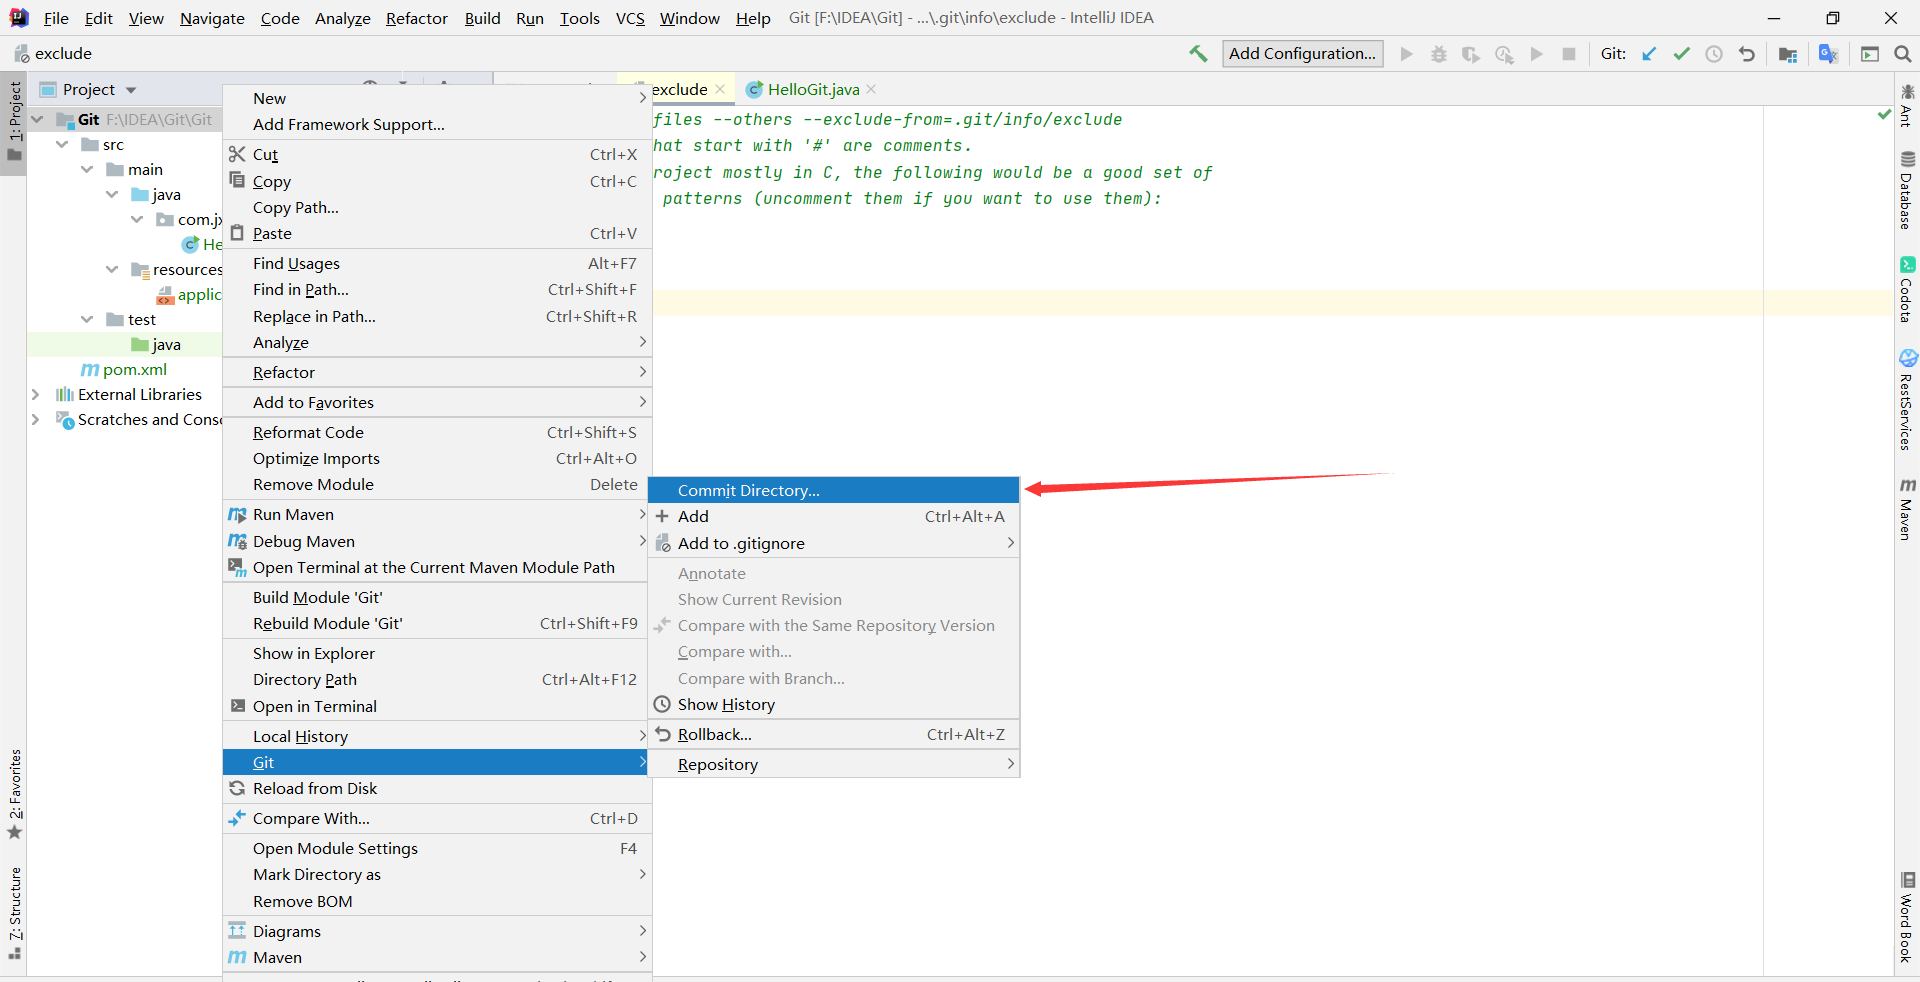 File Edit View Navigate Code Analyze Refactor Build Run Tools VCS Window Help Git [F:\IDEA\Git] - ...\.git\info\exclude - IntelliJ IDEA
exclude
Add Configuration...
Git:
1: Project
Project
exclude
HelloGit.java
Git F:\IDEA\Git\Git
src
main
java
com.jx
He
resources
applic
test
java
pom.xml
External Libraries
Scratches and Conso
files --others --exclude-from=.git/info/exclude
hat start with '#' are comments.
roject mostly in C, the following would be a good set of
patterns (uncomment them if you want to use them):
New
Add Framework Support...
Cut Ctrl+X
Copy Ctrl+C
Copy Path...
Paste Ctrl+V
Find Usages Alt+F7
Find in Path... Ctrl+Shift+F
Replace in Path... Ctrl+Shift+R
Analyze
Refactor
Add to Favorites
Reformat Code Ctrl+Shift+S
Optimize Imports Ctrl+Alt+O
Remove Module Delete
Run Maven
Debug Maven
Open Terminal at the Current Maven Module Path
Build Module 'Git'
Rebuild Module 'Git' Ctrl+Shift+F9
Show in Explorer
Directory Path Ctrl+Alt+F12
Open in Terminal
Local History
Git
Reload from Disk
Compare With... Ctrl+D
Open Module Settings F4
Mark Directory as
Remove BOM
Diagrams
Maven
Commit Directory...
Add Ctrl+Alt+A
Add to .gitignore
Annotate
Show Current Revision
Compare with the Same Repository Version
Compare with...
Compare with Branch...
Show History
Rollback... Ctrl+Alt+Z
Repository
2: Favorites
7: Structure
Ant
Database
Codota
RestServices
Maven
Word Book